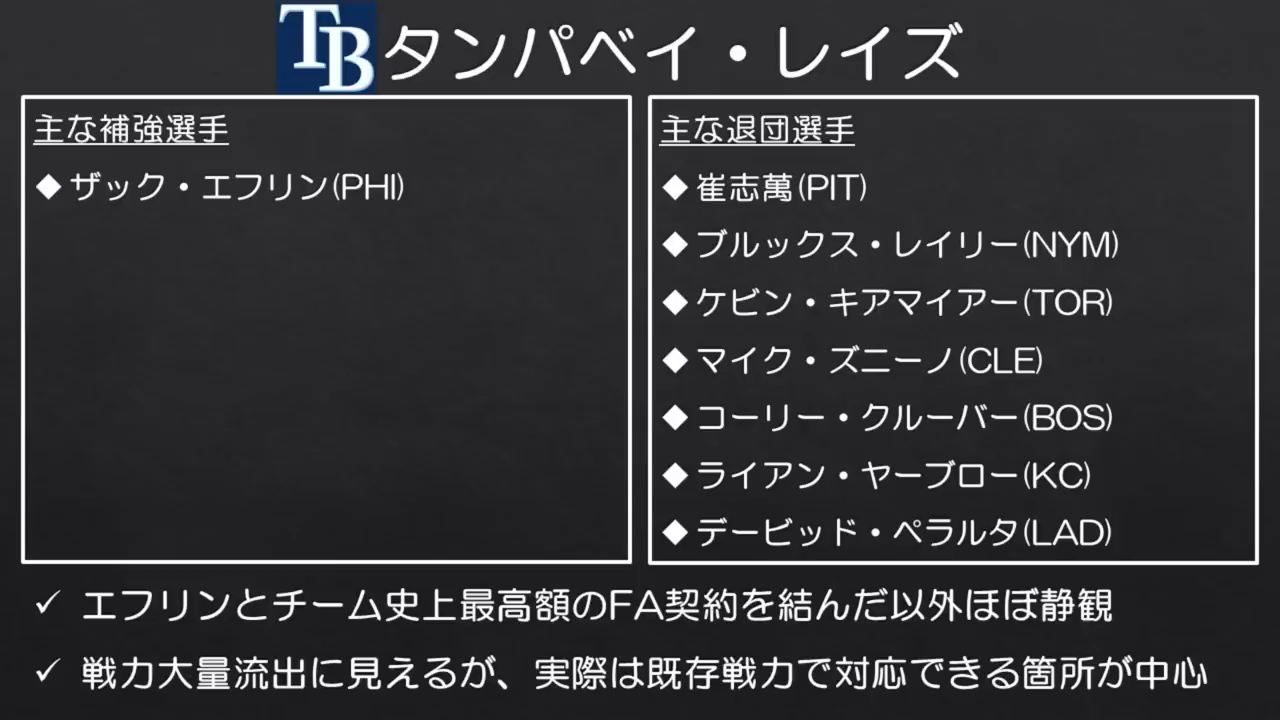 TB タンパベイ・レイズ
主な補強選手
◆ ザック・エフリン(PHI)
主な退団選手
◆ 崔志萬(PIT)
◆ ブルックス・レイリー(NYM)
◆ ケビン・キアマイアー(TOR)
◆ マイク・ズニーノ(CLE)
◆ コーリー・クルーバー(BOS)
◆ ライアン・ヤーブロー(KC)
◆ デービッド・ペラルタ(LAD)
✓ エフリンとチーム史上最高額のFA契約を結んだ以外ほぼ静観
✓ 戦力大量流出に見えるが、実際は既存戦力で対応できる箇所が中心